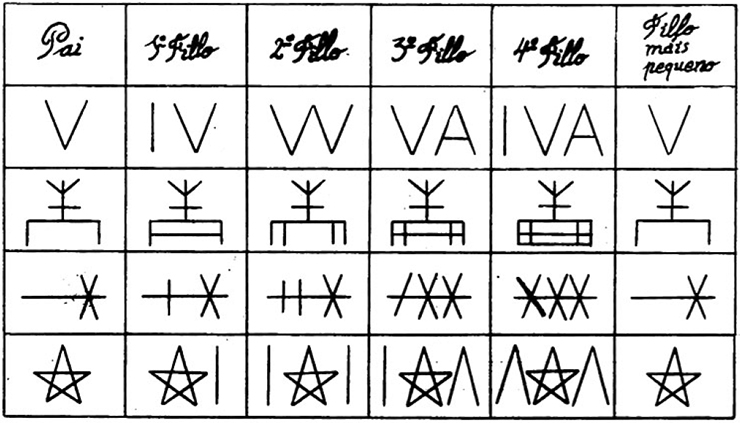 Pai
1º Fillo
2º Fillo
3º Fillo
4º Fillo
Fillo
máis
pequeno
V
IV
W
VA
IVA
V